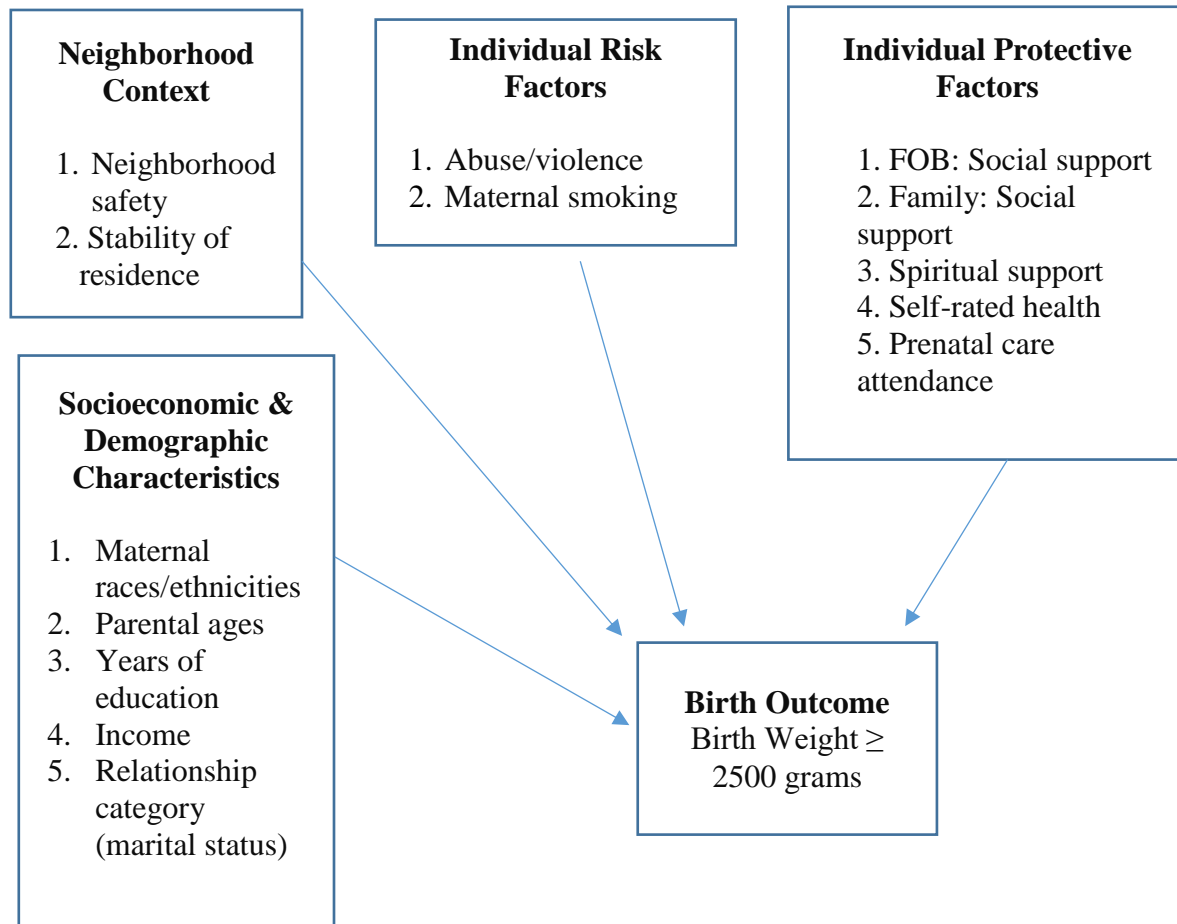 Neighborhood
Context
1. Neighborhood
safety
2. Stability of
residence
Individual Risk
Factors
1. Abuse/violence
2. Maternal smoking
Individual Protective
Factors
1. FOB: Social support
2. Family: Social
support
3. Spiritual support
4. Self-rated health
5. Prenatal care
attendance
Socioeconomic &
Demographic
Characteristics
1. Maternal
races/ethnicities
2. Parental ages
3. Years of
education
4. Income
5. Relationship
category
(marital status)
Birth Outcome
Birth Weight ≥
2500 grams